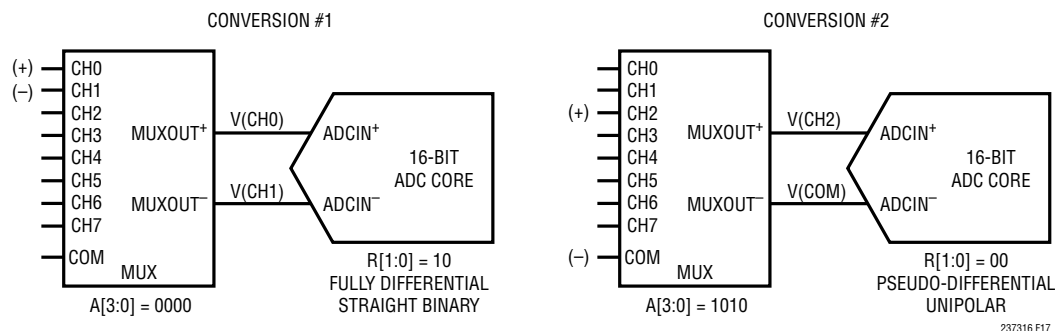 CONVERSION #1
(+)
(–)
CH0
CH1
CH2
CH3
CH4
CH5
CH6
CH7
COM
MUXOUT+
MUXOUT–
MUX
A[3:0] = 0000
V(CH0)
V(CH1)
ADCIN+
ADCIN–
16-BIT
ADC CORE
R[1:0] = 10
FULLY DIFFERENTIAL
STRAIGHT BINARY
CONVERSION #2
(+)
(–)
CH0
CH1
CH2
CH3
CH4
CH5
CH6
CH7
COM
MUXOUT+
MUXOUT–
MUX
A[3:0] = 1010
V(CH2)
V(COM)
ADCIN+
ADCIN–
16-BIT
ADC CORE
R[1:0] = 00
PSEUDO-DIFFERENTIAL
UNIPOLAR
237316 F17